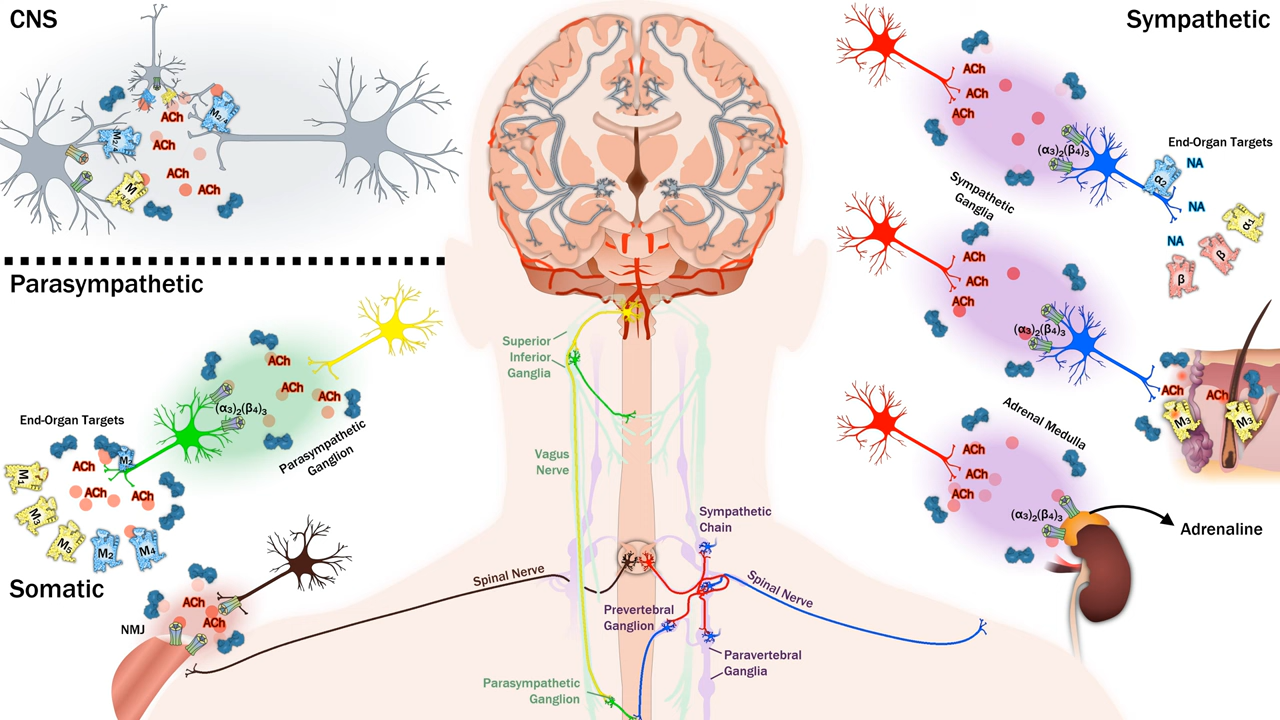 CNS
M2,4
ACh
M2,4
ACh
ACh
ACh
M1,3,5
Parasympathetic
ACh
ACh
ACh
(α3)2(β4)3
Parasympathetic
Ganglion
End-Organ Targets
M2
ACh
ACh
ACh
M1
M3
M5
M2
M4
Somatic
ACh
ACh
NMJ
Superior
Inferior
Ganglia
Vagus
Nerve
Spinal Nerve
Sympathetic
Chain
Spinal Nerve
Prevertebral
Ganglion
Paravertebral
Ganglia
Parasympathetic
Ganglion
Sympathetic
ACh
ACh
ACh
(α3)2(β4)3
End-Organ Targets
α2
NA
NA
NA
α1
β
β
Sympathetic
Ganglia
ACh
ACh
ACh
(α3)2(β4)3
ACh
ACh
M3
M3
Adrenal Medulla
ACh
ACh
ACh
(α3)2(β4)3
Adrenaline